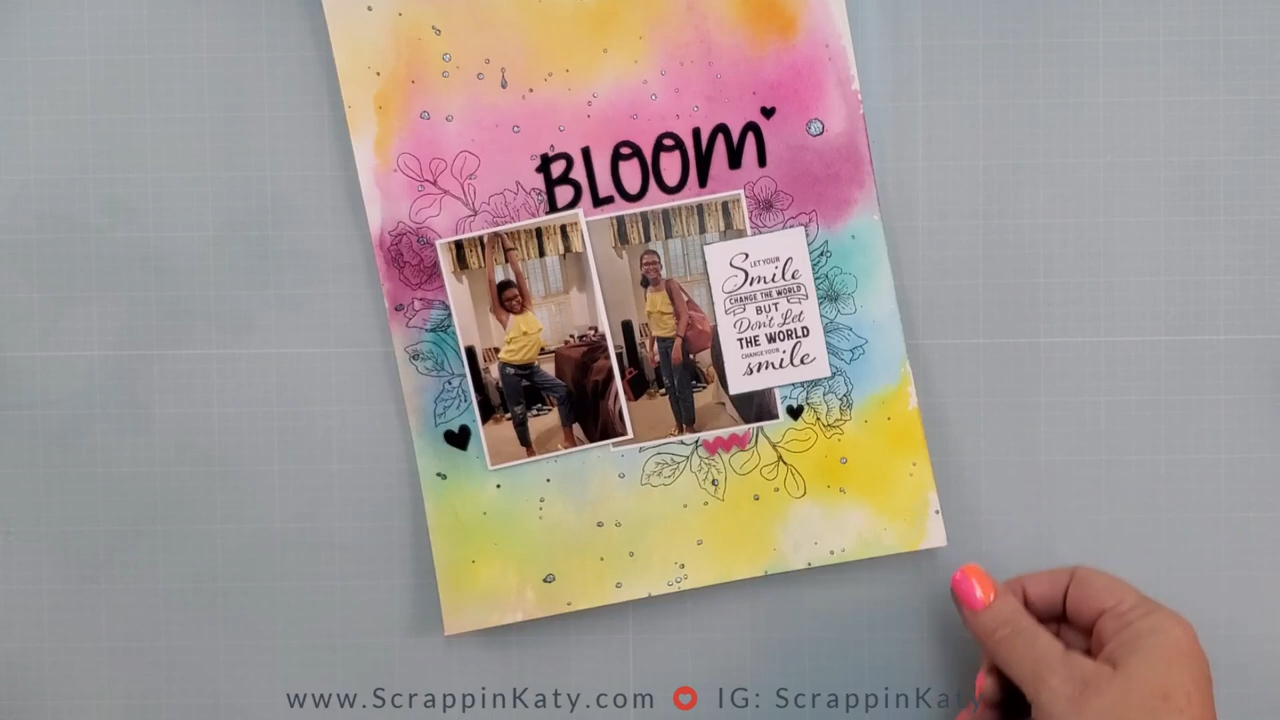 BLOOM
LET YOUR
Smile
CHANGE THE WORLD
BUT
Don't Let
THE WORLD
CHANGE YOUR
smile
www.ScrappinKaty.com IG: ScrappinKaty